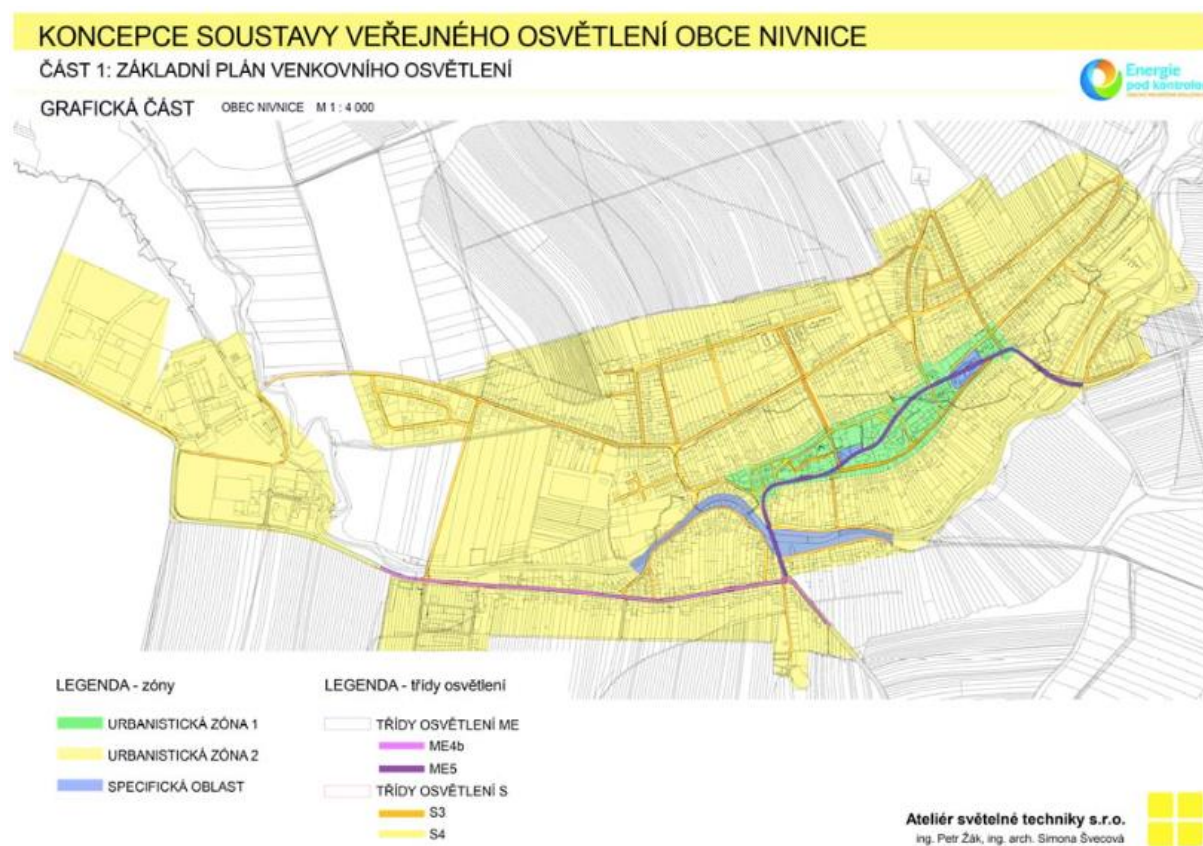 KONCEPCE SOUSTAVY VEŘEJNÉHO OSVĚTLENÍ OBCE NIVNICE
ČÁST 1: ZÁKLADNÍ PLÁN VENKOVNÍHO OSVĚTLENÍ
GRAFICKÁ ČÁST OBEC NIVNICE M 1 : 4 000
Energie
pod kontrolou
LEGENDA - zóny
URBANISTICKÁ ZÓNA 1
URBANISTICKÁ ZÓNA 2
SPECIFICKÁ OBLAST
LEGENDA - třídy osvětlení
TŘÍDY OSVĚTLENÍ ME
ME4b
ME5
TŘÍDY OSVĚTLENÍ S
S3
S4
Ateliér světelné techniky s.r.o.
ing. Petr Žák, ing. arch. Simona Švecová